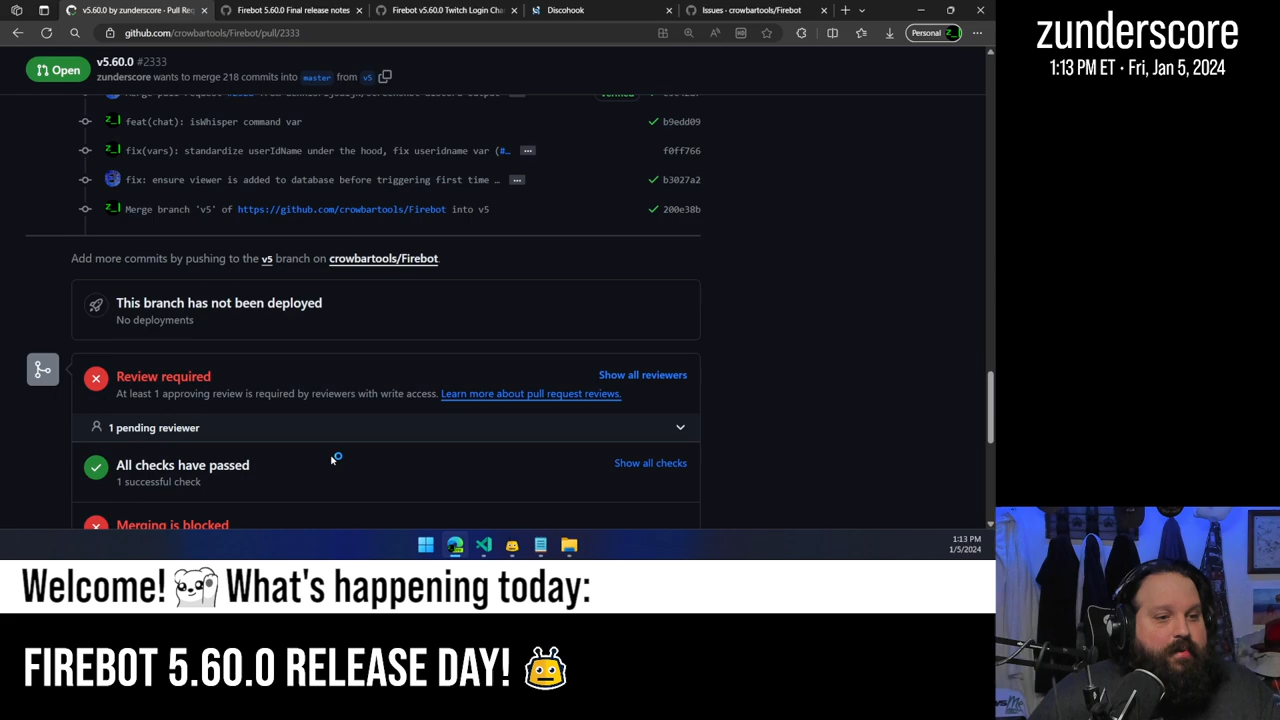 v5.60.0 by zunderscore - Pull Req
Firebot 5.60.0 Final release notes
Firebot v5.60.0 Twitch Login Cha
Discohook
Issues · crowbartools/Firebot
github.com/crowbartools/Firebot/pull/2333
Personal
Open
v5.60.0 #2333
zunderscore wants to merge 218 commits into master from v5
feat(chat): isWhisper command var
b9edd09
fix(vars): standardize userIdName under the hood, fix useridname var (#…
f0ff766
fix: ensure viewer is added to database before triggering first time …
b3027a2
Merge branch 'v5' of https://github.com/crowbartools/Firebot into v5
200e38b
Add more commits by pushing to the v5 branch on crowbartools/Firebot.
This branch has not been deployed
No deployments
Review required
Show all reviewers
At least 1 approving review is required by reviewers with write access. Learn more about pull request reviews.
1 pending reviewer
All checks have passed
Show all checks
1 successful check
Merging is blocked
1:13 PM
1/5/2024
zunderscore
1:13 PM ET • Fri, Jan 5, 2024
Welcome! What's happening today:
FIREBOT 5.60.0 RELEASE DAY!